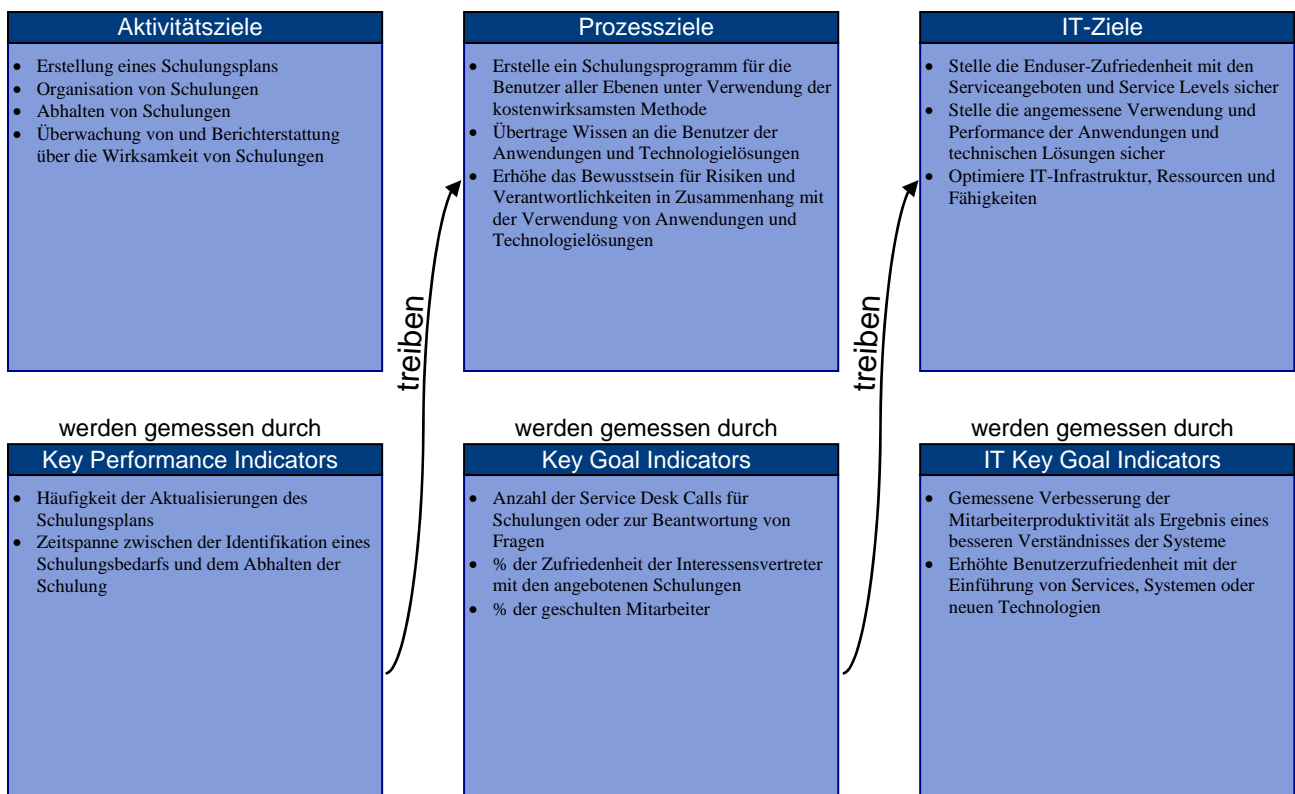 Aktivitätsziele
• Erstellung eines Schulungsplans
• Organisation von Schulungen
• Abhalten von Schulungen
• Überwachung von und Berichterstattung
über die Wirksamkeit von Schulungen
Prozessziele
• Erstelle ein Schulungsprogramm für die
Benutzer aller Ebenen unter Verwendung der
kostenwirksamsten Methode
• Übertrage Wissen an die Benutzer der
Anwendungen und Technologielösungen
• Erhöhe das Bewusstsein für Risiken und
Verantwortlichkeiten in Zusammenhang mit
der Verwendung von Anwendungen und
Technologielösungen
IT-Ziele
• Stelle die Enduser-Zufriedenheit mit den
Serviceangeboten und Service Levels sicher
• Stelle die angemessene Verwendung und
Performance der Anwendungen und
technischen Lösungen sicher
• Optimiere IT-Infrastruktur, Ressourcen und
Fähigkeiten
treiben
treiben
werden gemessen durch
Key Performance Indicators
• Häufigkeit der Aktualisierungen des
Schulungsplans
• Zeitspanne zwischen der Identifikation eines
Schulungsbedarfs und dem Abhalten der
Schulung
werden gemessen durch
Key Goal Indicators
• Anzahl der Service Desk Calls für
Schulungen oder zur Beantwortung von
Fragen
• % der Zufriedenheit der Interessensvertreter
mit den angebotenen Schulungen
• % der geschulten Mitarbeiter
werden gemessen durch
IT Key Goal Indicators
• Gemessene Verbesserung der
Mitarbeiterproduktivität als Ergebnis eines
besseren Verständnisses der Systeme
• Erhöhte Benutzerzufriedenheit mit der
Einführung von Services, Systemen oder
neuen Technologien